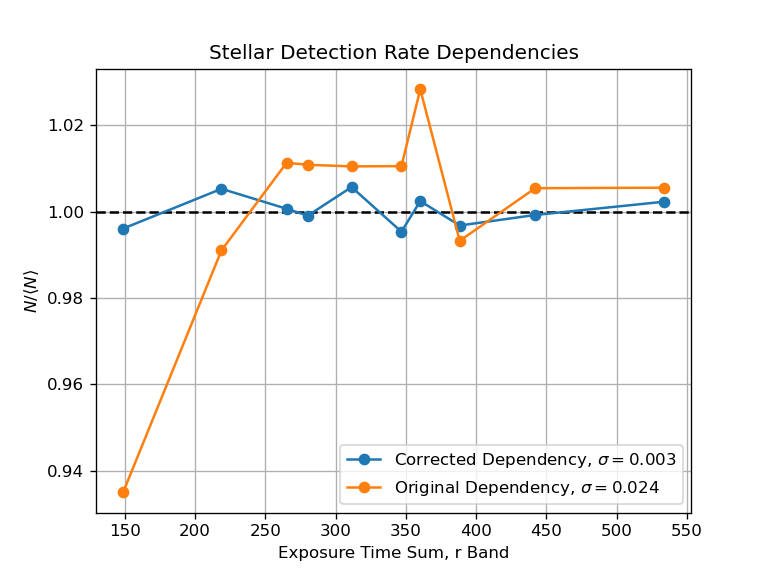 Stellar Detection Rate Dependencies
1.02
1.00
0.98
0.96
0.94
N/⟨N⟩
Corrected Dependency, σ = 0.003
Original Dependency, σ = 0.024
150 200 250 300 350 400 450 500 550
Exposure Time Sum, r Band